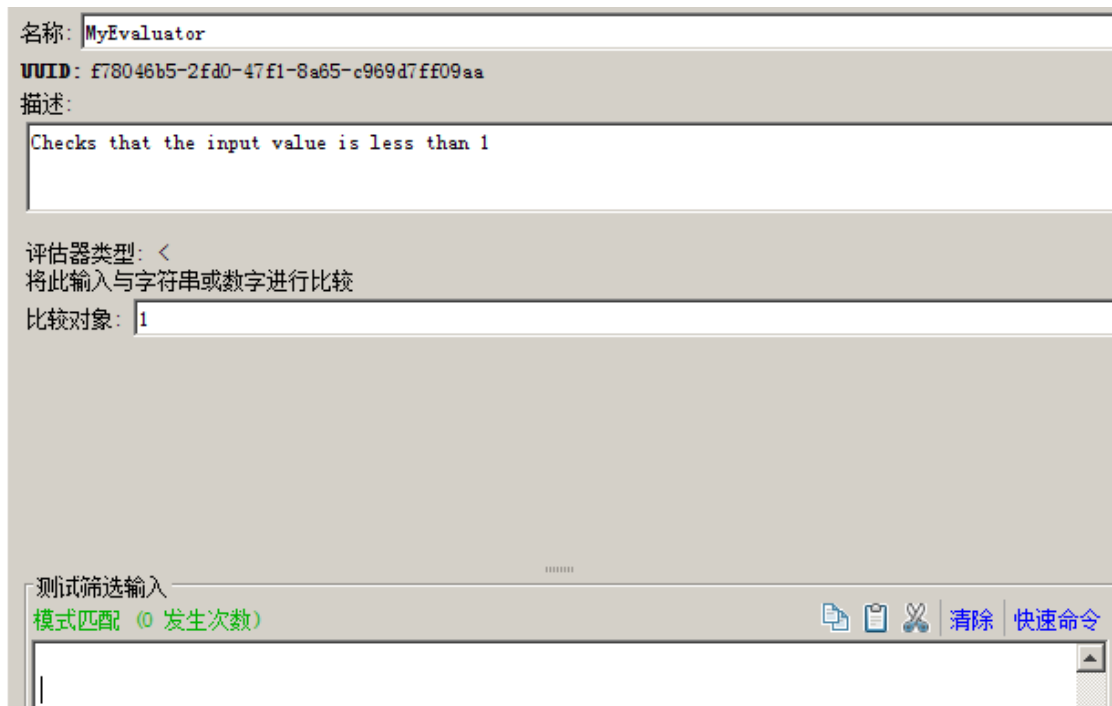 名称: MyEvaluator
UUID: f78046b5-2fd0-47f1-8a65-c969d7ff09aa
描述:
Checks that the input value is less than 1
评估器类型: <
将此输入与字符串或数字进行比较
比较对象: 1
测试筛选输入
模式匹配 (0 发生次数) 清除 快速命令